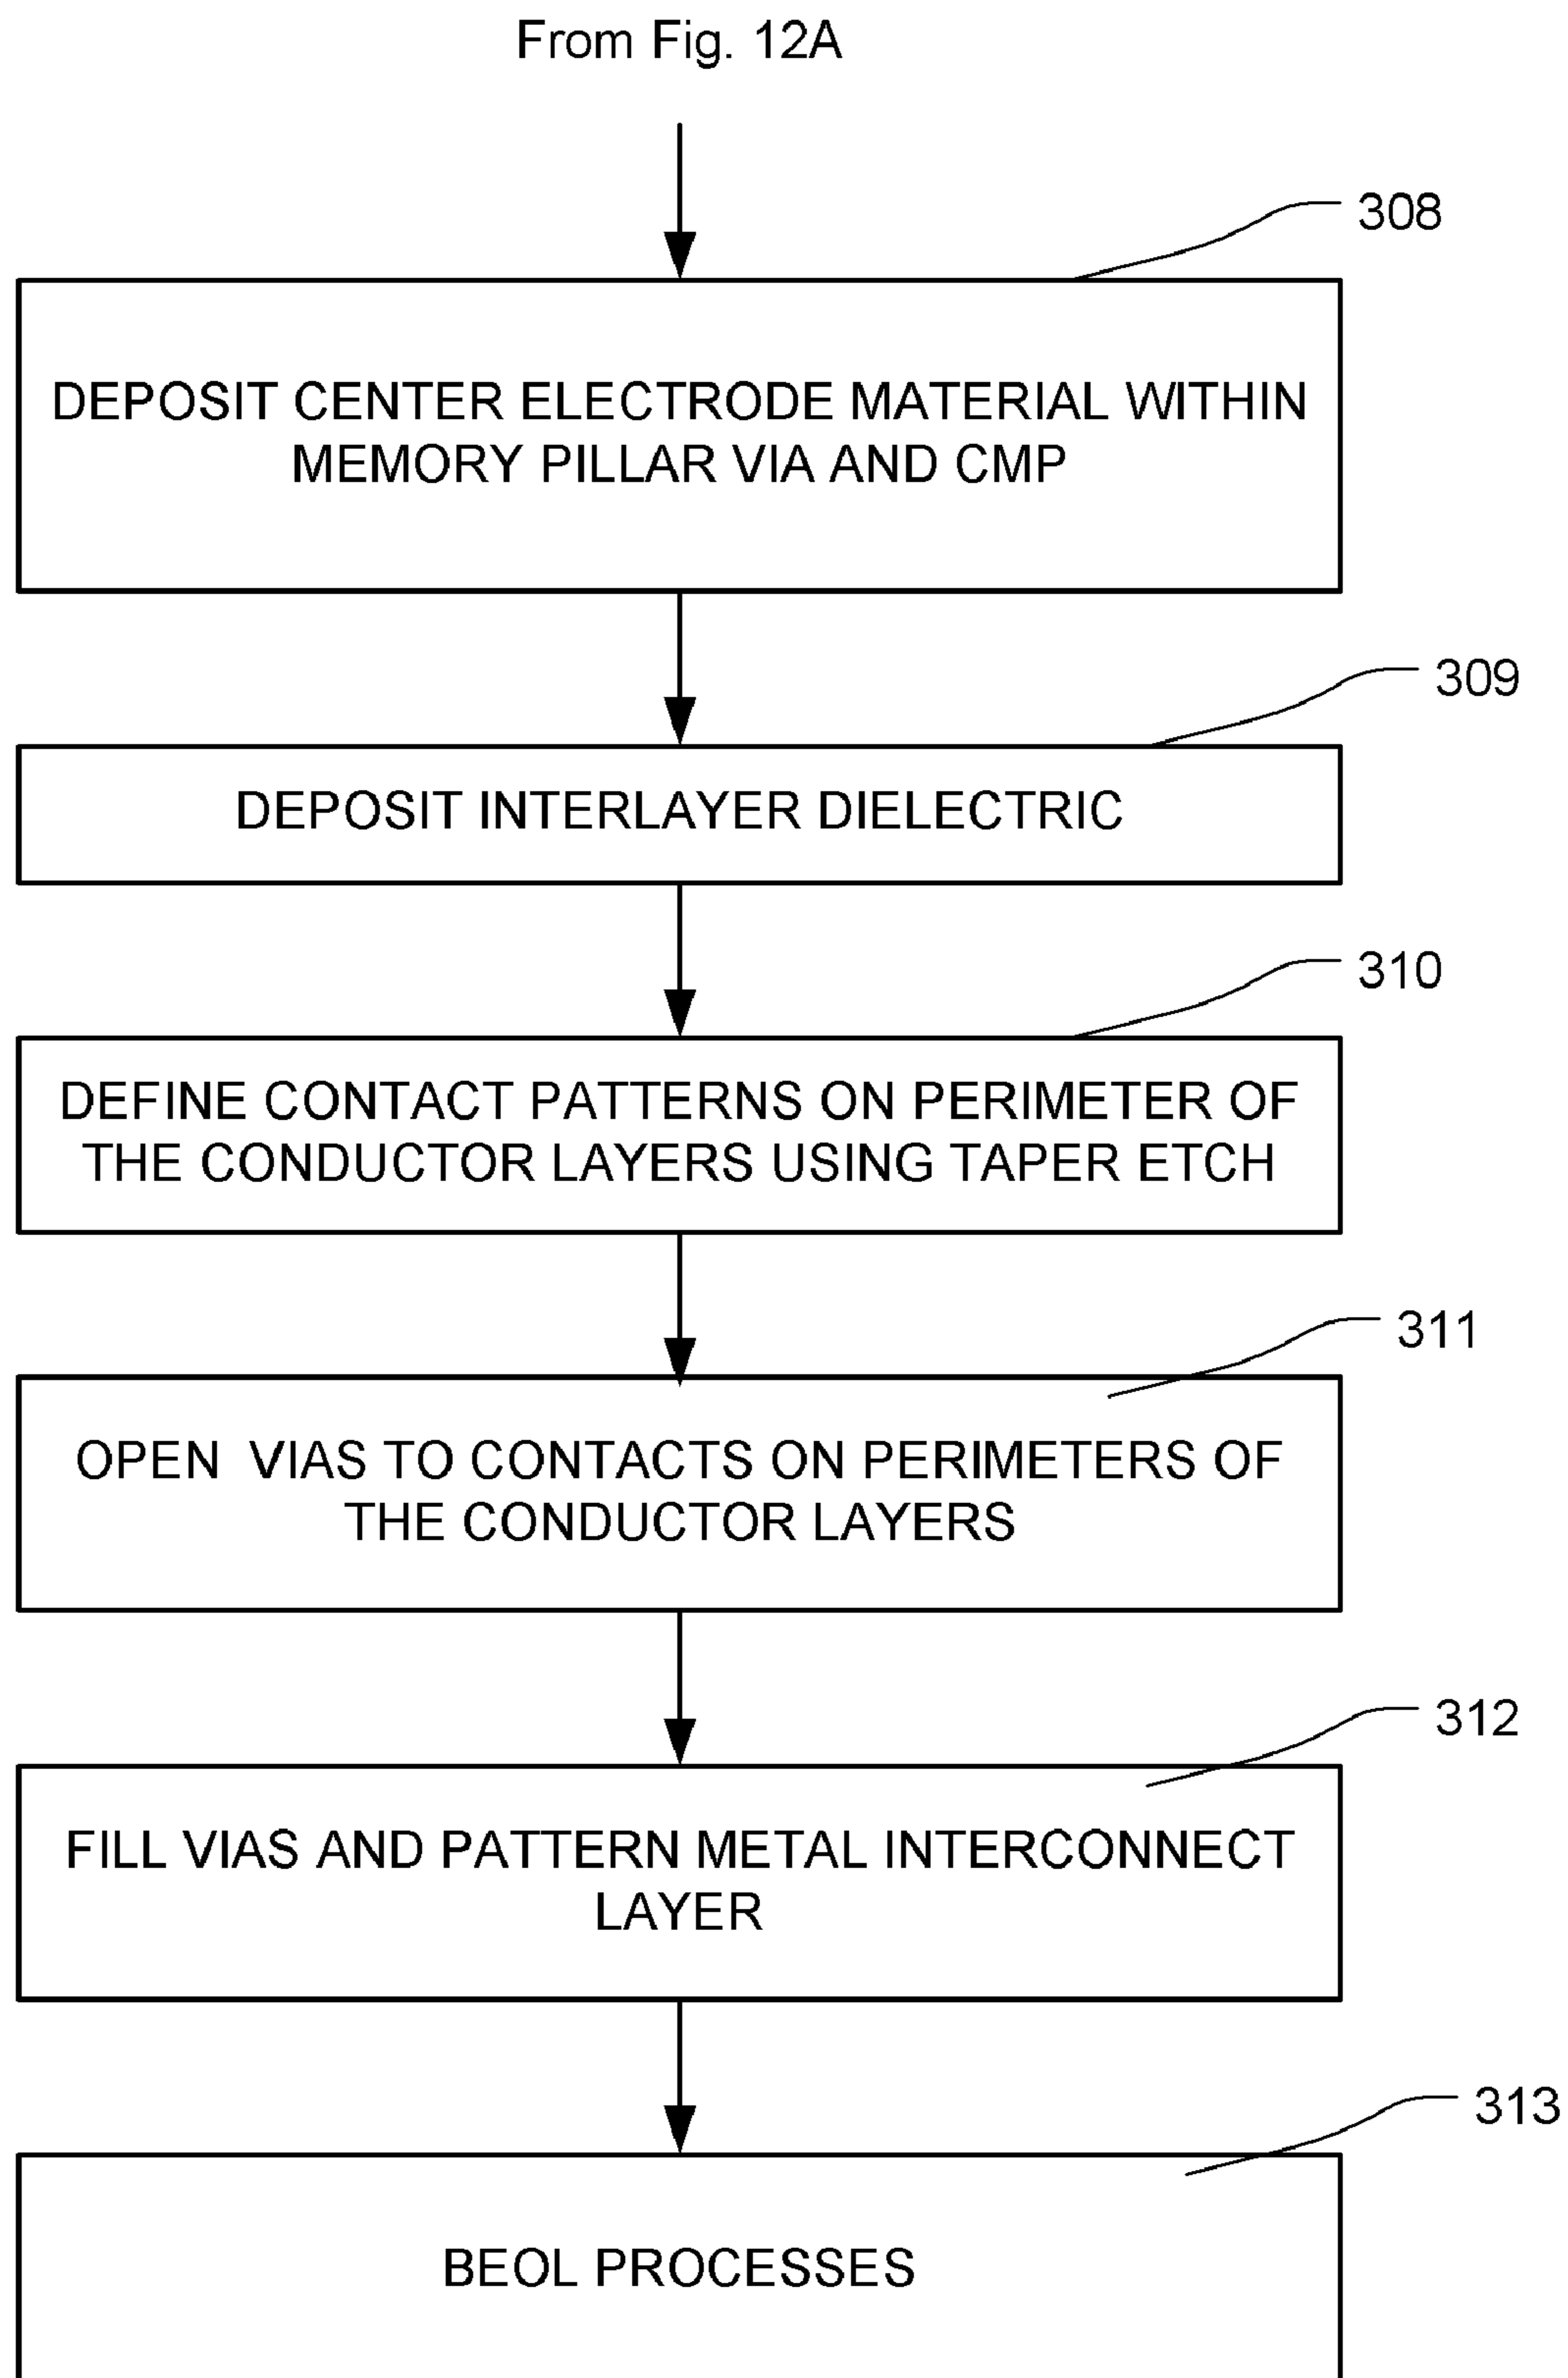 From Fig. 12A
308
DEPOSIT CENTER ELECTRODE MATERIAL WITHIN
MEMORY PILLAR VIA AND CMP
309
DEPOSIT INTERLAYER DIELECTRIC
310
DEFINE CONTACT PATTERNS ON PERIMETER OF
THE CONDUCTOR LAYERS USING TAPER ETCH
311
OPEN VIAS TO CONTACTS ON PERIMETERS OF
THE CONDUCTOR LAYERS
312
FILL VIAS AND PATTERN METAL INTERCONNECT
LAYER
313
BEOL PROCESSES